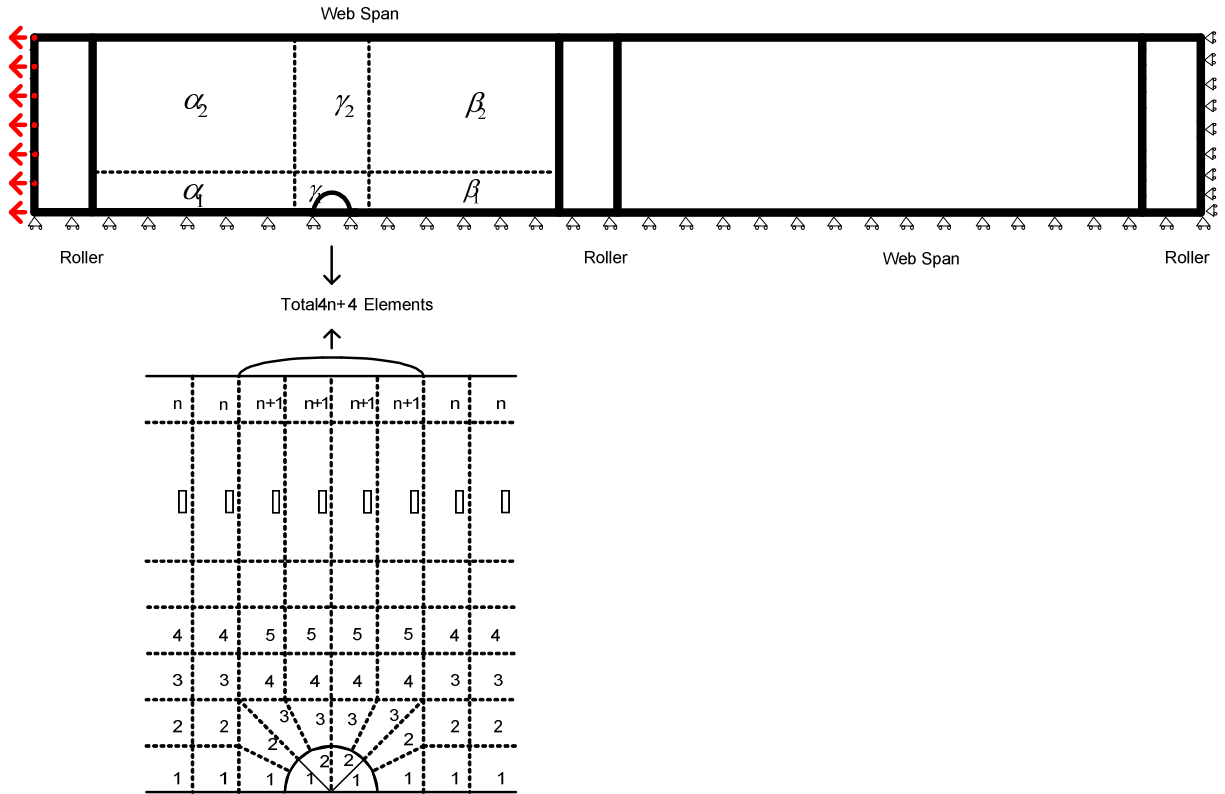 Web Span
α₂ γ₂ β₂
α₁ γ β₁
Roller Roller Web Span Roller
Total4n+4 Elements
n n n+1 n+1 n+1 n+1 n n
4 4 5 5 5 5 4 4
3 3 4 4 4 4 3 3
2 2 2 3 3 3 3 2 2 2
2 2
1 1 1 1 1 1 1 1